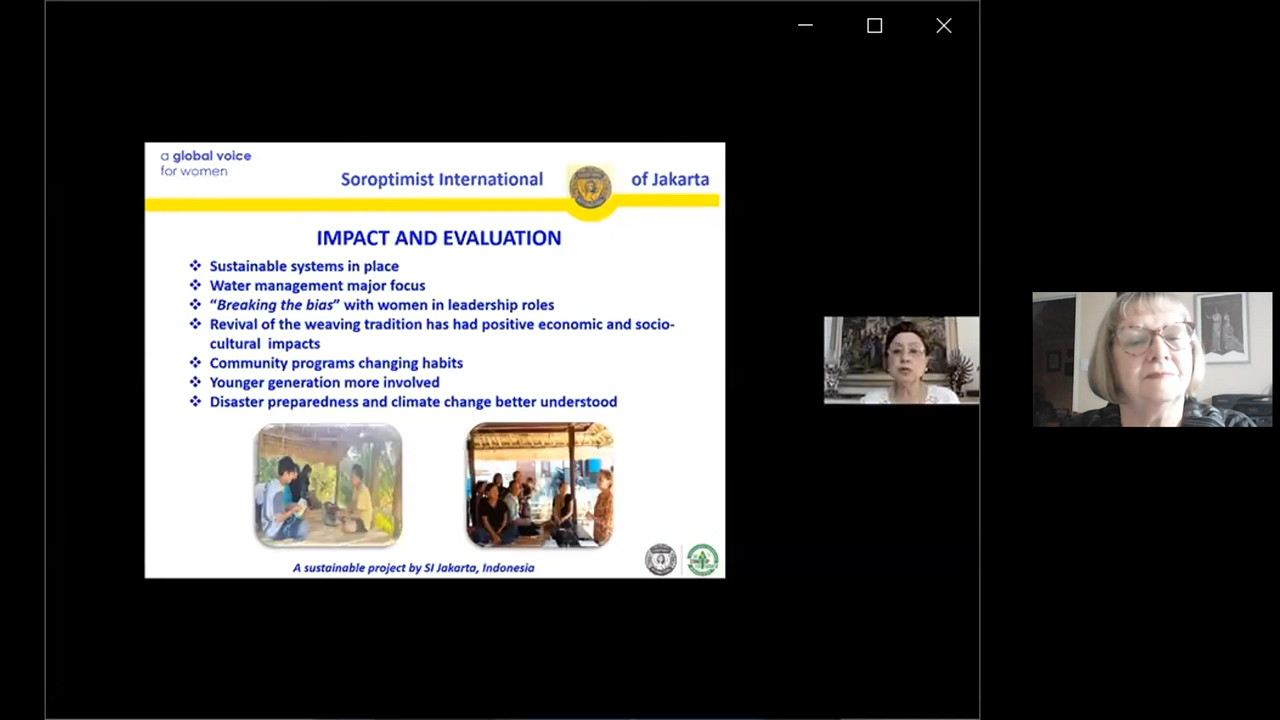 a global voice
for women
Soroptimist International of Jakarta
IMPACT AND EVALUATION
❖ Sustainable systems in place
❖ Water management major focus
❖ “Breaking the bias” with women in leadership roles
❖ Revival of the weaving tradition has had positive economic and socio-
cultural impacts
❖ Community programs changing habits
❖ Younger generation more involved
❖ Disaster preparedness and climate change better understood
A sustainable project by SI Jakarta, Indonesia